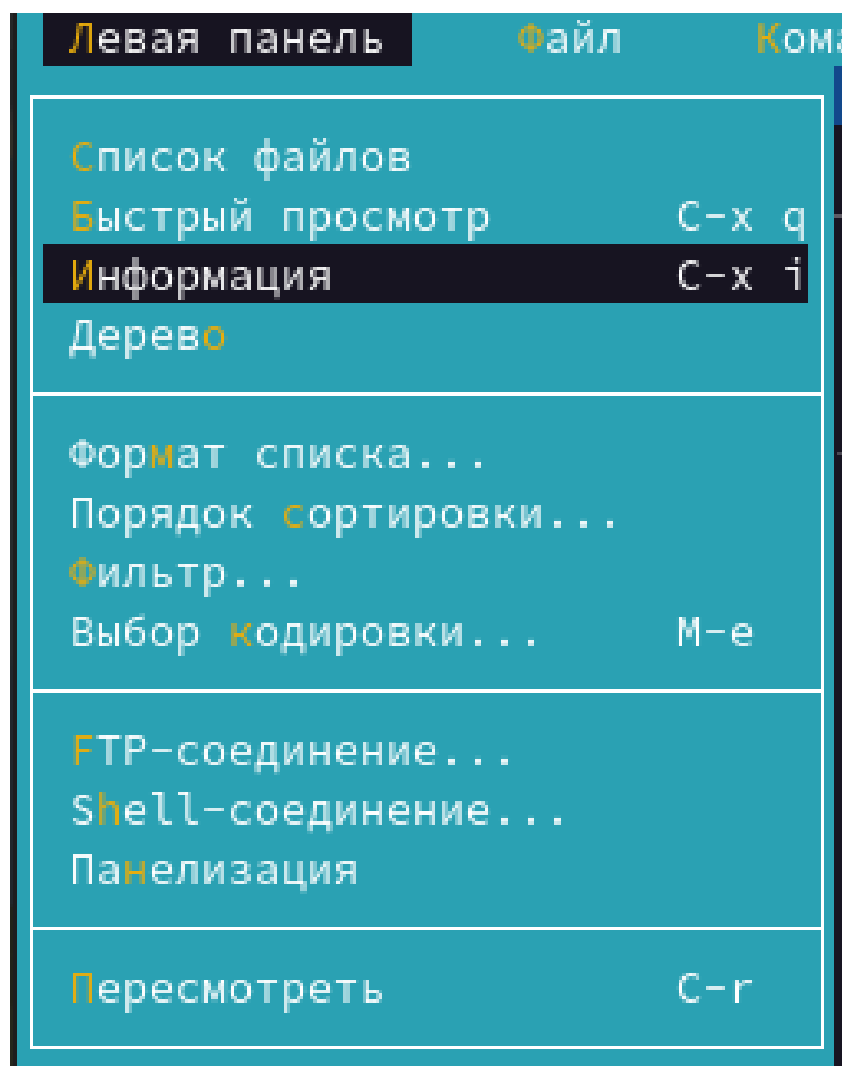 Левая панель Файл
Список файлов
Быстрый просмотр C-x q
Информация C-x i
Дерево
Формат списка...
Порядок сортировки...
Фильтр...
Выбор кодировки... M-e
FTP-соединение...
Shell-соединение...
Панелизация
Пересмотреть C-r